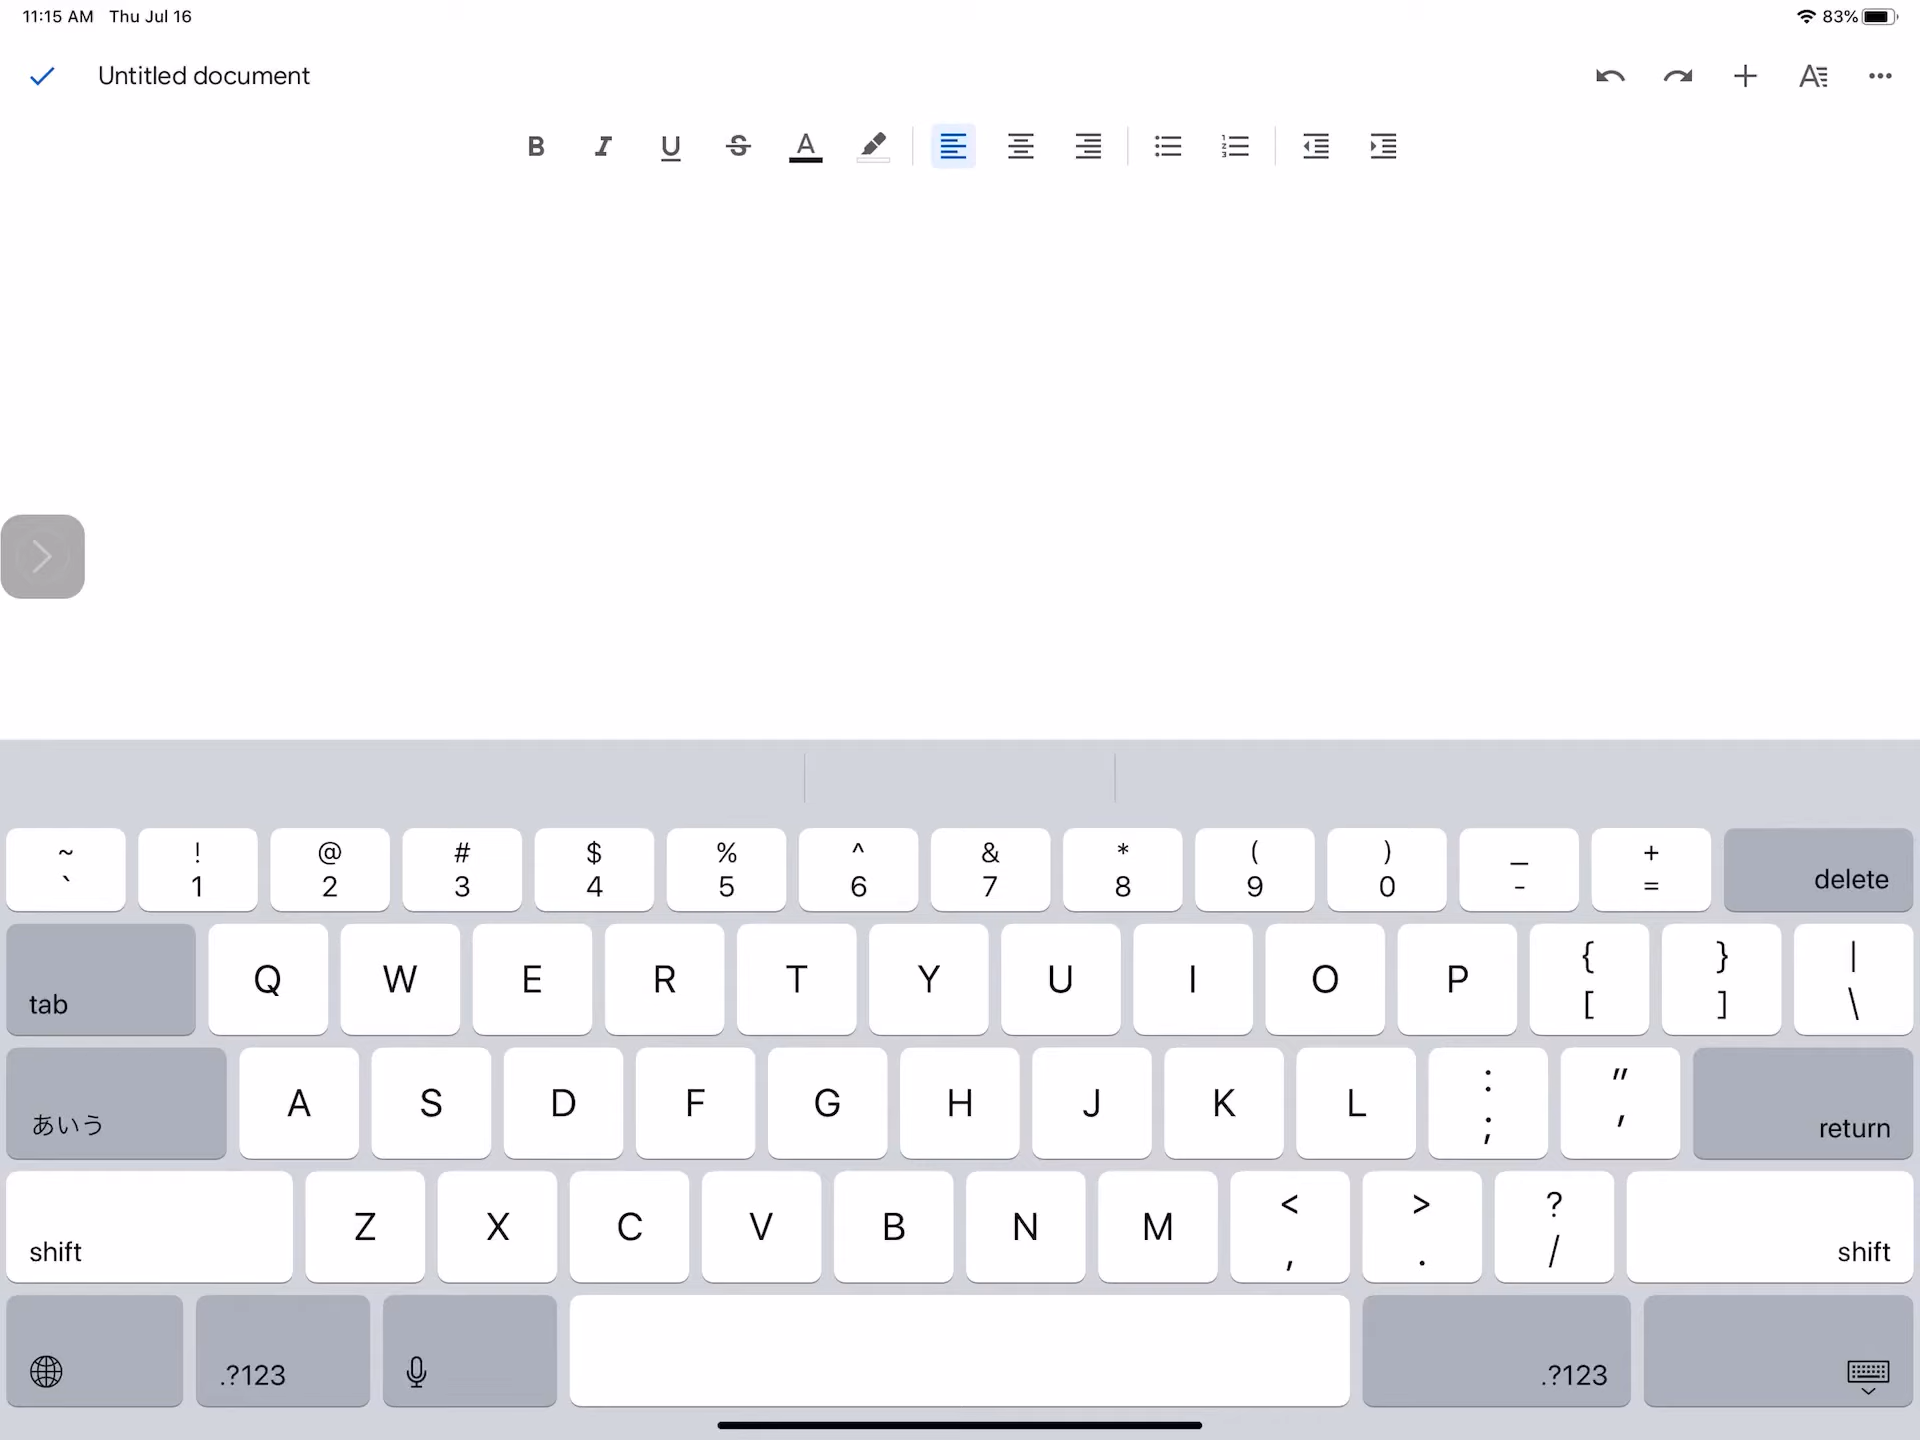 11:15 AM Thu Jul 16 83%
Untitled document
B I U S A
~ ! @ # $ % ^ & * ( ) _ +
` 1 2 3 4 5 6 7 8 9 0 - = delete
tab Q W E R T Y U I O P { [ } ] | \
あいう A S D F G H J K L : ; " ' return
shift Z X C V B N M < , > . ? / shift
.?123 .?123